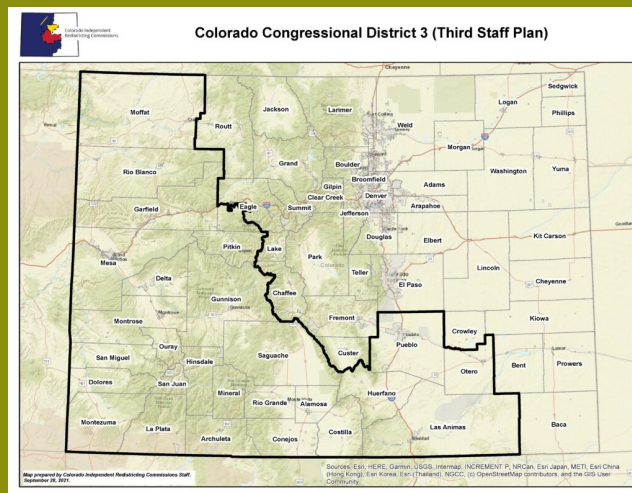 Colorado Independent
Redistricting Commissions
Colorado Congressional District 3 (Third Staff Plan)
Cheyenne
Sedgwick
Logan
Phillips
Moffat
Jackson
Larimer
Weld
Routt
Morgan
Grand
Boulder
Washington
Yuma
Rio Blanco
Broomfield
Gilpin
Adams
Clear Creek
Denver
Garfield
Eagle
Summit
Arapahoe
Jefferson
Douglas
Elbert
Kit Carson
Pitkin
Lake
Mesa
Park
Colorado
Lincoln
Teller
Delta
El Paso
Cheyenne
Gunnison
Chaffee
Montrose
Fremont
Kiowa
Crowley
Ouray
Pueblo
San Miguel
Hinsdale
Saguache
Custer
Otero
Bent
Prowers
Dolores
San Juan
Mineral
Huerfano
Rio Grande
Alamosa
Montezuma
La Plata
Costilla
Las Animas
Baca
Archuleta
Conejos
Map prepared by Colorado Independent Redistricting Commissions Staff.
September 28, 2021.
Sources: Esri, HERE, Garmin, USGS, Intermap, INCREMENT P, NRCan, Esri Japan, METI, Esri China
(Hong Kong), Esri Korea, Esri (Thailand), NGCC, (c) OpenStreetMap contributors, and the GIS User
Community